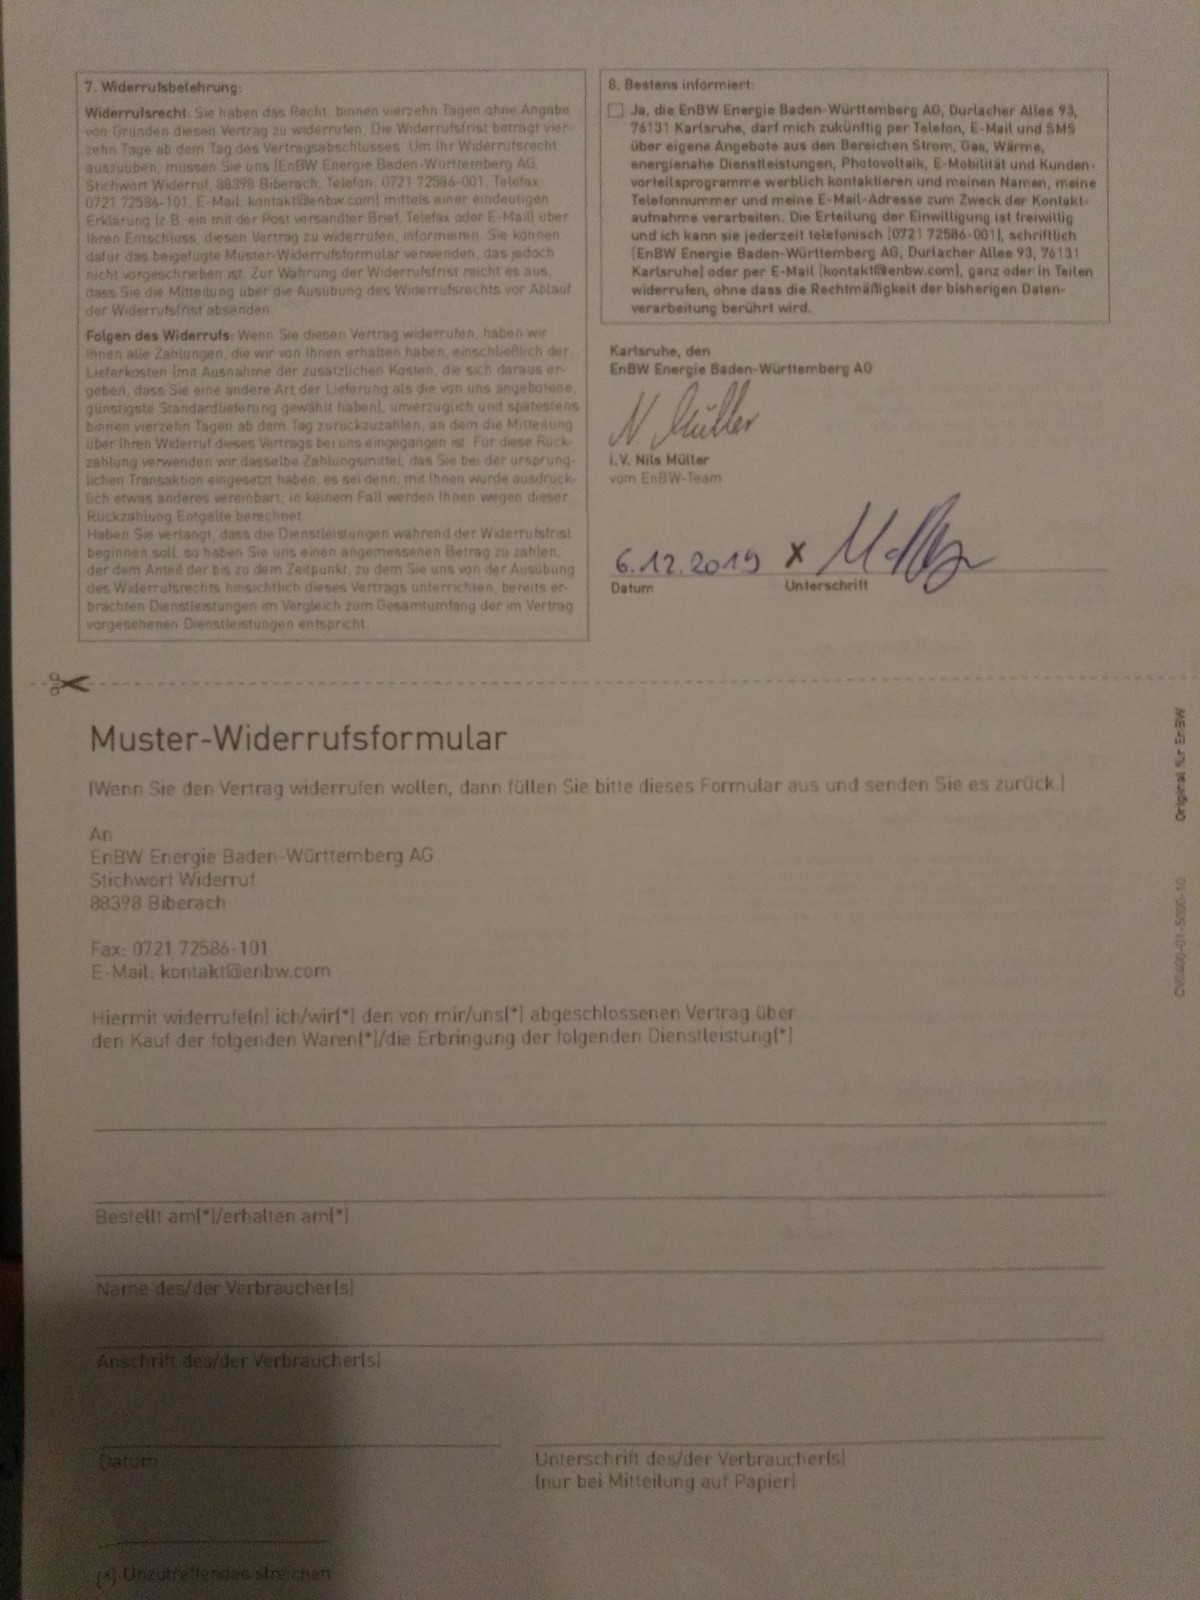 7. Widerrufsbelehrung:
Widerrufsrecht: Sie haben das Recht, binnen vierzehn Tagen ohne Angabe
von Gründen diesen Vertrag zu widerrufen. Die Widerrufsfrist beträgt vier-
zehn Tage ab dem Tag des Vertragsabschlusses. Um Ihr Widerrufsrecht
auszuüben, müssen Sie uns (EnBW Energie Baden-Württemberg AG,
Stichwort Widerruf, 88398 Biberach, Telefon: 0721 72586-001, Telefax:
0721 72586-101, E-Mail: kontakt@enbw.com) mittels einer eindeutigen
Erklärung (z.B. ein mit der Post versandter Brief, Telefax oder E-Mail) über
Ihren Entschluss, diesen Vertrag zu widerrufen, informieren. Sie können
dafür das beigefügte Muster-Widerrufsformular verwenden, das jedoch
nicht vorgeschrieben ist. Zur Wahrung der Widerrufsfrist reicht es aus,
dass Sie die Mitteilung über die Ausübung des Widerrufsrechts vor Ablauf
der Widerrufsfrist absenden.
Folgen des Widerrufs: Wenn Sie diesen Vertrag widerrufen, haben wir
Ihnen alle Zahlungen, die wir von Ihnen erhalten haben, einschließlich der
Lieferkosten (mit Ausnahme der zusätzlichen Kosten, die sich daraus er-
geben, dass Sie eine andere Art der Lieferung als die von uns angebotene,
günstigste Standardlieferung gewählt haben), unverzüglich und spätestens
binnen vierzehn Tagen ab dem Tag zurückzuzahlen, an dem die Mitteilung
über Ihren Widerruf dieses Vertrags bei uns eingegangen ist. Für diese Rück-
zahlung verwenden wir dasselbe Zahlungsmittel, das Sie bei der ursprüng-
lichen Transaktion eingesetzt haben, es sei denn, mit Ihnen wurde ausdrück-
lich etwas anderes vereinbart; in keinem Fall werden Ihnen wegen dieser
Rückzahlung Entgelte berechnet.
Haben Sie verlangt, dass die Dienstleistungen während der Widerrufsfrist
beginnen soll, so haben Sie uns einen angemessenen Betrag zu zahlen,
der dem Anteil der bis zu dem Zeitpunkt, zu dem Sie uns von der Ausübung
des Widerrufsrechts hinsichtlich dieses Vertrags unterrichten, bereits er-
brachten Dienstleistungen im Vergleich zum Gesamtumfang der im Vertrag
vorgesehenen Dienstleistungen entspricht.
8. Bestens informiert:
Ja, die EnBW Energie Baden-Württemberg AG, Durlacher Allee 93,
76131 Karlsruhe, darf mich zukünftig per Telefon, E-Mail und SMS
über eigene Angebote aus den Bereichen Strom, Gas, Wärme,
energienahe Dienstleistungen, Photovoltaik, E-Mobilität und Kunden-
vorteilsprogramme werblich kontaktieren und meinen Namen, meine
Telefonnummer und meine E-Mail-Adresse zum Zweck der Kontakt-
aufnahme verarbeiten. Die Erteilung der Einwilligung ist freiwillig
und ich kann sie jederzeit telefonisch (0721 72586-001), schriftlich
(EnBW Energie Baden-Württemberg AG, Durlacher Allee 93, 76131
Karlsruhe) oder per E-Mail (kontakt@enbw.com), ganz oder in Teilen
widerrufen, ohne dass die Rechtmäßigkeit der bisherigen Daten-
verarbeitung berührt wird.
Karlsruhe, den
EnBW Energie Baden-Württemberg AG
N. Müller
i.V. Nils Müller
vom EnBW-Team
6.12.2019 x
Datum Unterschrift
Muster-Widerrufsformular
(Wenn Sie den Vertrag widerrufen wollen, dann füllen Sie bitte dieses Formular aus und senden Sie es zurück.)
An
EnBW Energie Baden-Württemberg AG
Stichwort Widerruf
88398 Biberach
Fax: 0721 72586-101
E-Mail: kontakt@enbw.com
Hiermit widerrufe(n) ich/wir(*) den von mir/uns(*) abgeschlossenen Vertrag über
den Kauf der folgenden Waren(*)/die Erbringung der folgenden Dienstleistung(*)
Bestellt am(*)/erhalten am(*)
Name des/der Verbraucher(s)
Anschrift des/der Verbraucher(s)
Datum
Unterschrift des/der Verbraucher(s)
(nur bei Mitteilung auf Papier)
(*) Unzutreffendes streichen
Original für EnBW